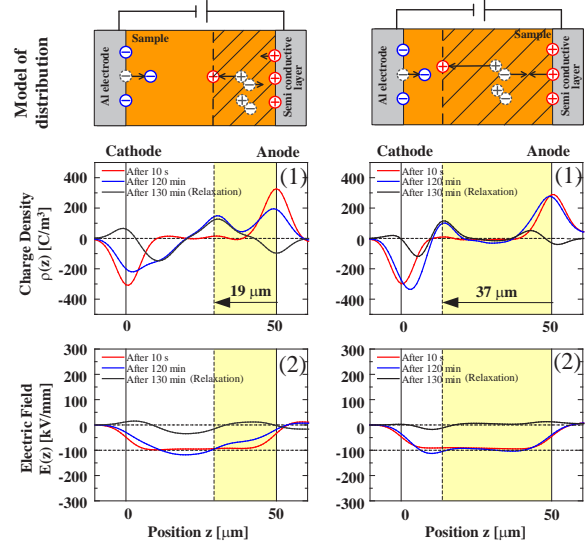 Model of
distribution
Al electrode
Sample
Semi conductive
layer
Al electrode
Sample
Semi conductive
layer
Cathode
Anode
Cathode
Anode
Charge Density
ρ(z) [C/m³]
400
200
0
-200
-400
After 10 s
After 120 min
After 130 min (Relaxation)
(1)
19 μm
0
50
400
200
0
-200
-400
After 10 s
After 120 min
After 130 min (Relaxation)
(1)
37 μm
0
50
Electric Field
E(z) [kV/mm]
300
200
100
0
-100
-200
-300
After 10 s
After 120 min
After 130 min (Relaxation)
(2)
0
50
Position z [μm]
300
200
100
0
-100
-200
-300
After 10 s
After 120 min
After 130 min (Relaxation)
(2)
0
50
Position z [μm]